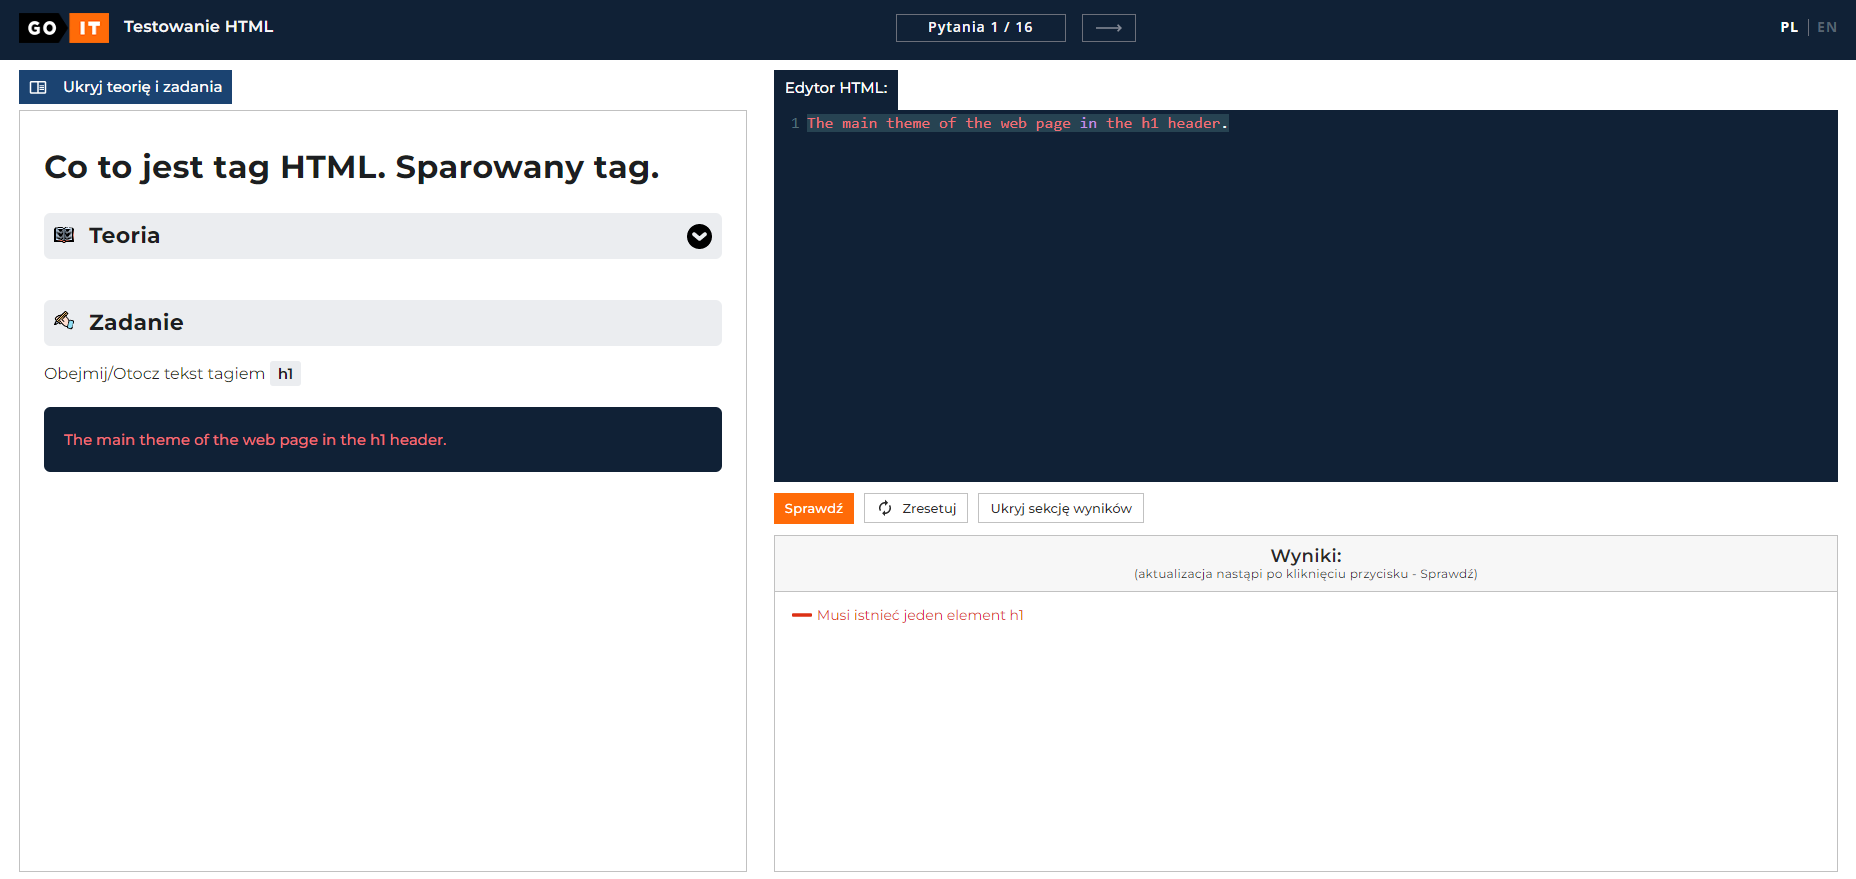 GO IT Testowanie HTML
Pytania 1 / 16
PL EN
Ukryj teorię i zadania
Co to jest tag HTML. Sparowany tag.
Teoria
Zadanie
Obejmij/Otocz tekst tagiem h1
The main theme of the web page in the h1 header.
Edytor HTML:
1 The main theme of the web page in the h1 header.
Sprawdź Zresetuj Ukryj sekcję wyników
Wyniki:
(aktualizacja nastąpi po kliknięciu przycisku - Sprawdź)
Musi istnieć jeden element h1